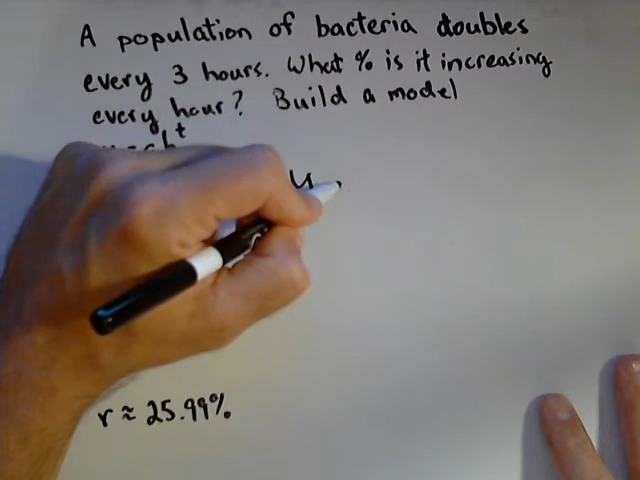 A population of bacteria doubles
every 3 hours. What % is it increasing
every hour? Build a model
y
r ≈ 25.99%